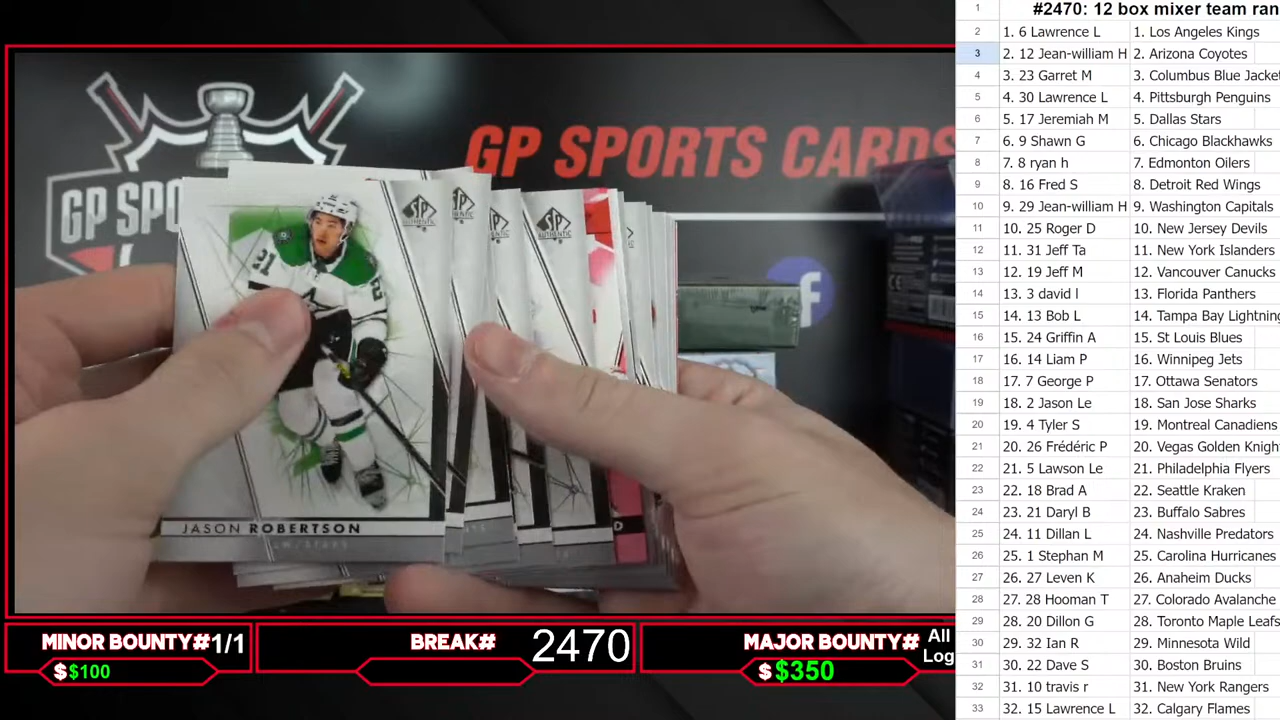 1 #2470: 12 box mixer team ran
2 1. 6 Lawrence L 1. Los Angeles Kings
3 2. 12 Jean-william H 2. Arizona Coyotes
4 3. 23 Garret M 3. Columbus Blue Jacket
5 4. 30 Lawrence L 4. Pittsburgh Penguins
6 5. 17 Jeremiah M 5. Dallas Stars
7 6. 9 Shawn G 6. Chicago Blackhawks
8 7. 8 ryan h 7. Edmonton Oilers
9 8. 16 Fred S 8. Detroit Red Wings
10 9. 29 Jean-william H 9. Washington Capitals
11 10. 25 Roger D 10. New Jersey Devils
12 11. 31 Jeff Ta 11. New York Islanders
13 12. 19 Jeff M 12. Vancouver Canucks
14 13. 3 david l 13. Florida Panthers
15 14. 13 Bob L 14. Tampa Bay Lightning
16 15. 24 Griffin A 15. St Louis Blues
17 16. 14 Liam P 16. Winnipeg Jets
18 17. 7 George P 17. Ottawa Senators
19 18. 2 Jason Le 18. San Jose Sharks
20 19. 4 Tyler S 19. Montreal Canadiens
21 20. 26 Frédéric P 20. Vegas Golden Knigh
22 21. 5 Lawson Le 21. Philadelphia Flyers
23 22. 18 Brad A 22. Seattle Kraken
24 23. 21 Daryl B 23. Buffalo Sabres
25 24. 11 Dillan L 24. Nashville Predators
26 25. 1 Stephan M 25. Carolina Hurricanes
27 26. 27 Leven K 26. Anaheim Ducks
28 27. 28 Hooman T 27. Colorado Avalanche
29 28. 20 Dillon G 28. Toronto Maple Leafs
30 29. 32 Ian R 29. Minnesota Wild
31 30. 22 Dave S 30. Boston Bruins
32 31. 10 travis r 31. New York Rangers
33 32. 15 Lawrence L 32. Calgary Flames
GP SPORTS CARDS
GP SPO
SP AUTHENTIC
SP AUTHENTIC
21
JASON ROBERTSON
f
MINOR BOUNTY# 1/1
$ $100
BREAK# 2470
MAJOR BOUNTY# All Log
$ $350